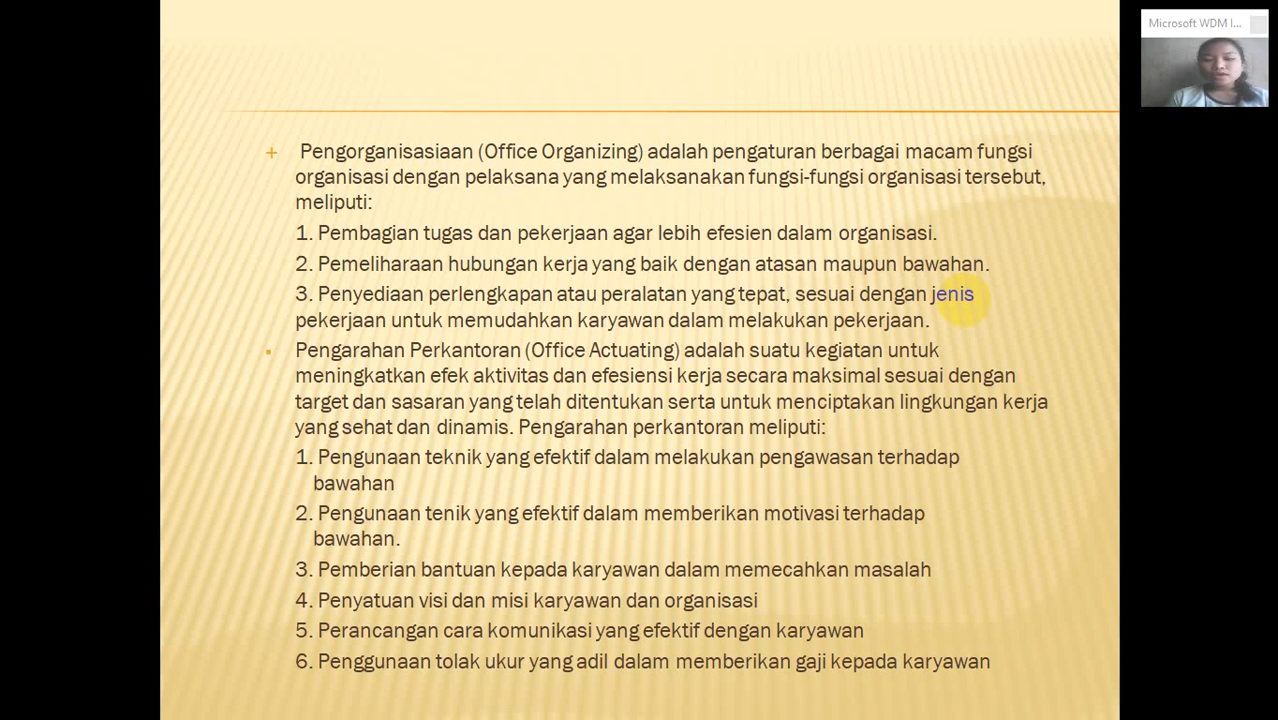 Microsoft WDM I...
+ Pengorganisasiaan (Office Organizing) adalah pengaturan berbagai macam fungsi
organisasi dengan pelaksana yang melaksanakan fungsi-fungsi organisasi tersebut,
meliputi:
1. Pembagian tugas dan pekerjaan agar lebih efesien dalam organisasi.
2. Pemeliharaan hubungan kerja yang baik dengan atasan maupun bawahan.
3. Penyediaan perlengkapan atau peralatan yang tepat, sesuai dengan jenis
pekerjaan untuk memudahkan karyawan dalam melakukan pekerjaan.
▪ Pengarahan Perkantoran (Office Actuating) adalah suatu kegiatan untuk
meningkatkan efek aktivitas dan efesiensi kerja secara maksimal sesuai dengan
target dan sasaran yang telah ditentukan serta untuk menciptakan lingkungan kerja
yang sehat dan dinamis. Pengarahan perkantoran meliputi:
1. Pengunaan teknik yang efektif dalam melakukan pengawasan terhadap
bawahan
2. Pengunaan tenik yang efektif dalam memberikan motivasi terhadap
bawahan.
3. Pemberian bantuan kepada karyawan dalam memecahkan masalah
4. Penyatuan visi dan misi karyawan dan organisasi
5. Perancangan cara komunikasi yang efektif dengan karyawan
6. Penggunaan tolak ukur yang adil dalam memberikan gaji kepada karyawan